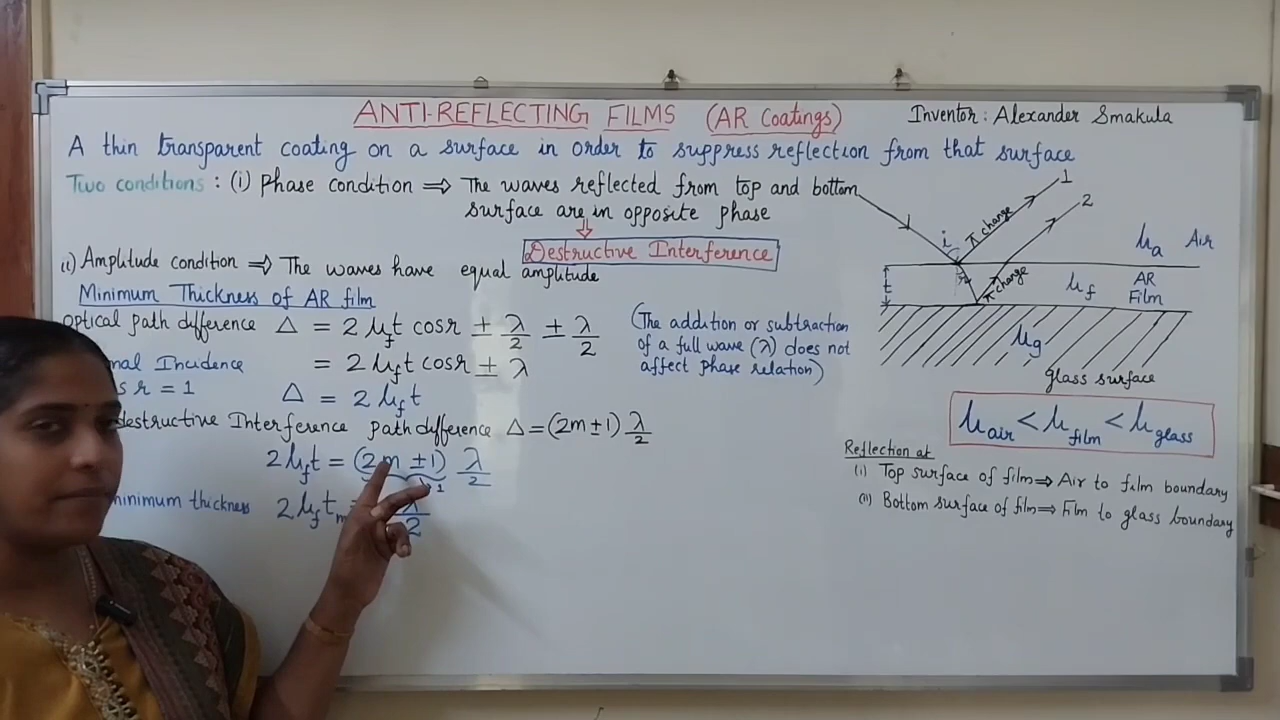 ANTI-REFLECTING FILMS (AR Coatings)
Inventor: Alexander Smakula
A thin transparent coating on a surface in order to suppress reflection from that surface
Two conditions : (i) Phase condition ⇒ The waves reflected from top and bottom
surface are in opposite phase
Destructive Interference
(ii) Amplitude condition ⇒ The waves have equal amplitude
Minimum Thickness of AR film
Optical path difference Δ = 2 μf t cos r ± λ/2 ± λ/2
(The addition or subtraction
of a full wave (λ) does not
affect phase relation)
mal Incidence = 2 μf t cos r ± λ
s r = 1 Δ = 2 μf t
destructive Interference path difference Δ = (2m±1) λ/2
2 μf t = (2m ±1) λ/2
1
minimum thickness 2 μf t m = λ/2
1
2
i
π change
π change
r
t
μa Air
μf AR
Film
μg
glass surface
μair < μfilm < μglass
Reflection at
(i) Top surface of film ⇒ Air to film boundary
(ii) Bottom surface of film ⇒ Film to glass boundary